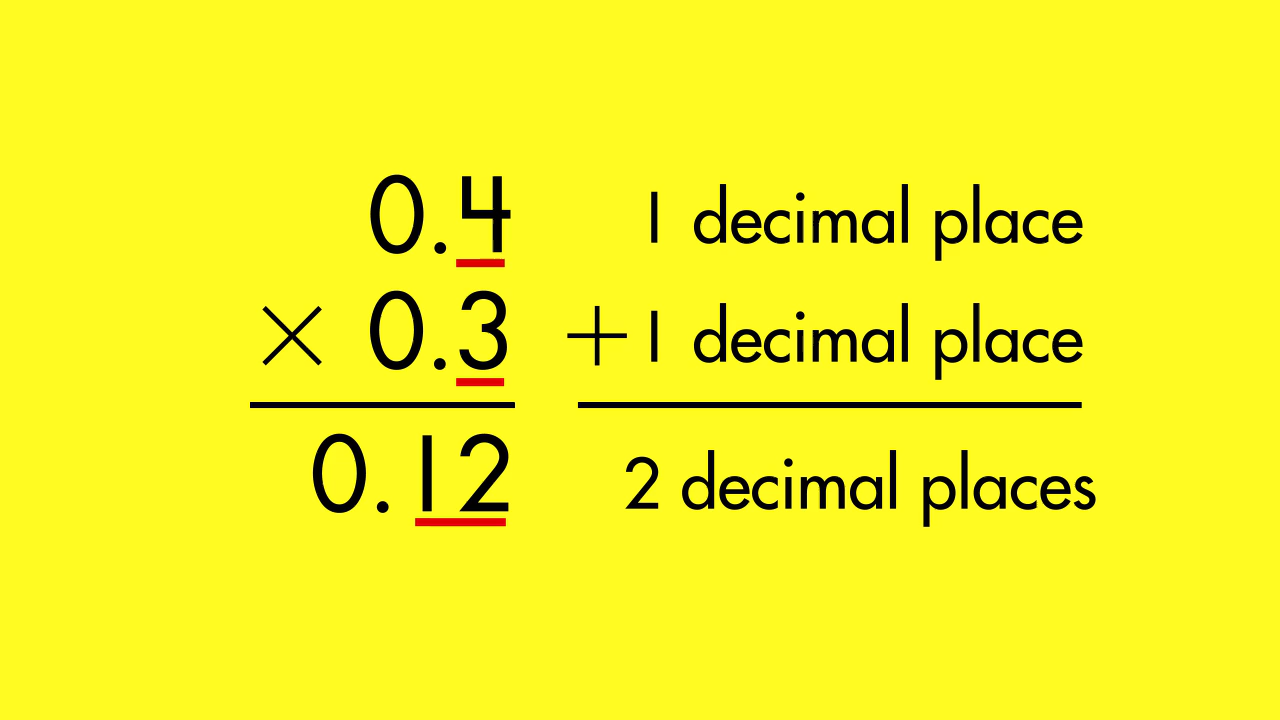 0.4 1 decimal place
× 0.3 +1 decimal place
0.12 2 decimal places